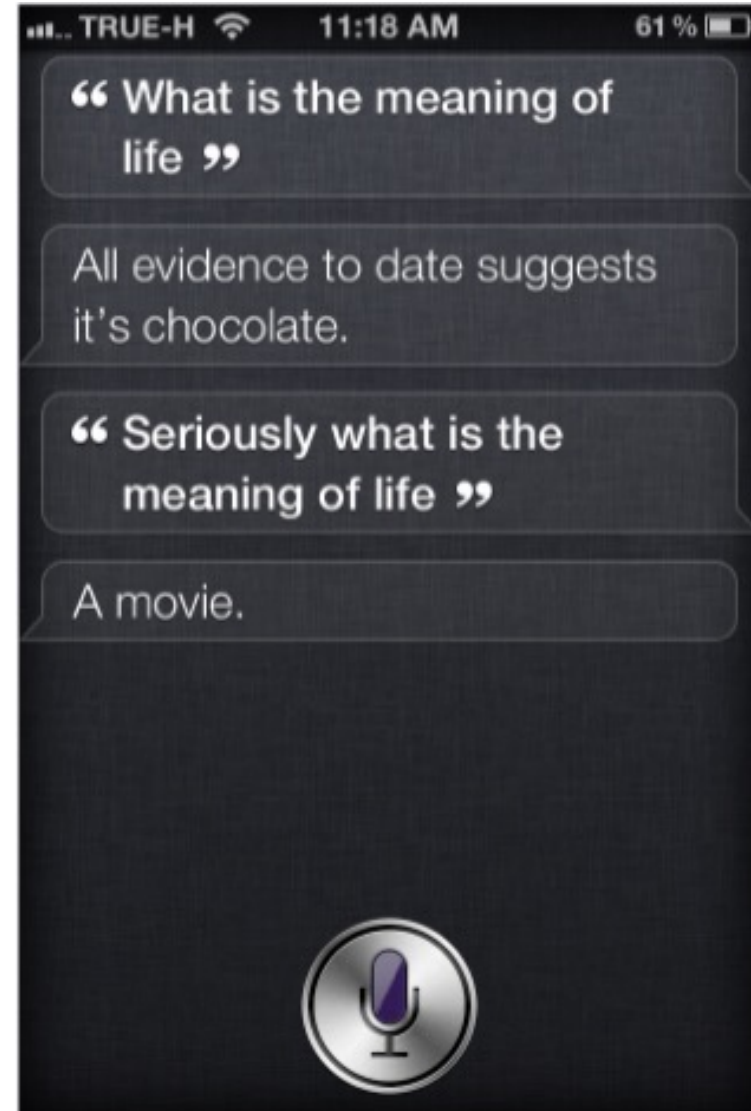 TRUE-H 11:18 AM 61 %
“ What is the meaning of
life ”
All evidence to date suggests
it’s chocolate.
“ Seriously what is the
meaning of life ”
A movie.